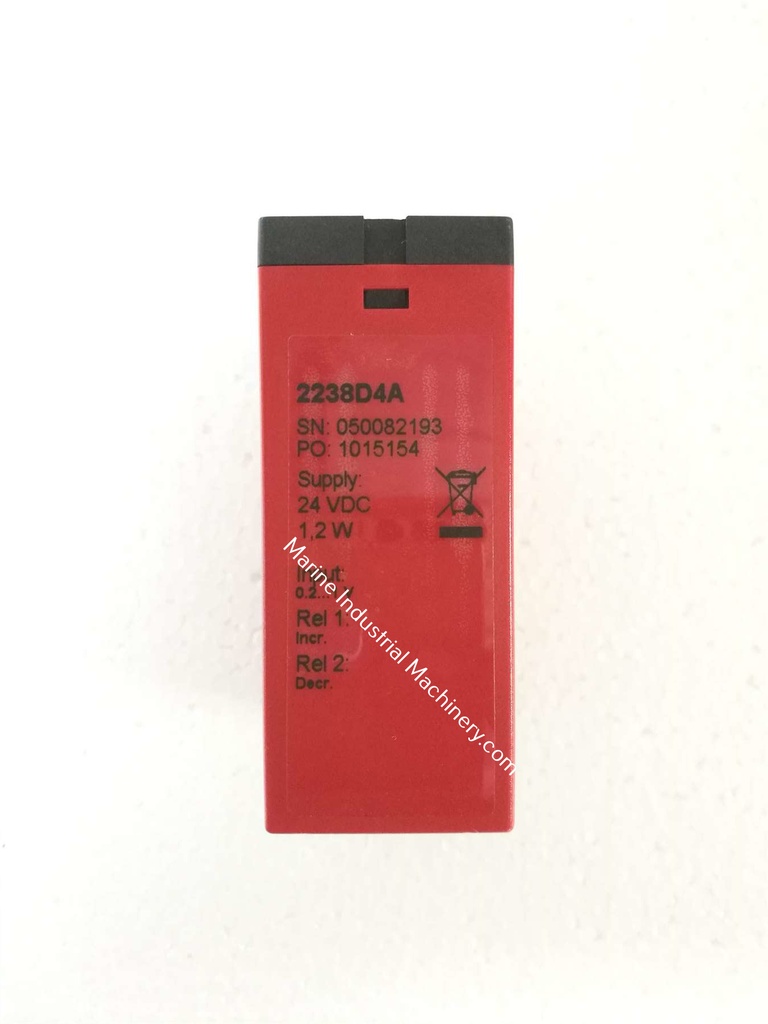 2238D4A
SN: 050082193
PO: 1015154
Supply:
24 VDC
1,2 W
Input:
Rel 1:
Incr.
Rel 2:
Decr.
Marine Industrial Machinery.com